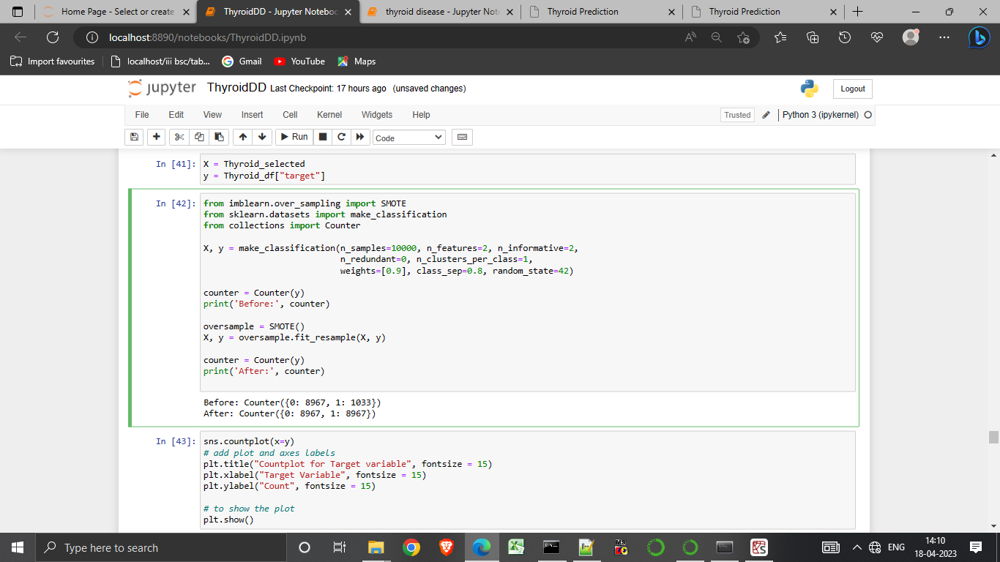 Home Page - Select or create
ThyroidDD - Jupyter Noteboo
thyroid disease - Jupyter Not
Thyroid Prediction
Thyroid Prediction
localhost:8890/notebooks/ThyroidDD.ipynb
Import favourites
localhost/iii bsc/tab...
Gmail
YouTube
Maps
jupyter ThyroidDD Last Checkpoint: 17 hours ago (unsaved changes)
Logout
File Edit View Insert Cell Kernel Widgets Help
Trusted
Python 3 (ipykernel)
Run
Code
In [41]: X = Thyroid_selected
y = Thyroid_df["target"]
In [42]: from imblearn.over_sampling import SMOTE
from sklearn.datasets import make_classification
from collections import Counter
X, y = make_classification(n_samples=10000, n_features=2, n_informative=2,
n_redundant=0, n_clusters_per_class=1,
weights=[0.9], class_sep=0.8, random_state=42)
counter = Counter(y)
print('Before:', counter)
oversample = SMOTE()
X, y = oversample.fit_resample(X, y)
counter = Counter(y)
print('After:', counter)
Before: Counter({0: 8967, 1: 1033})
After: Counter({0: 8967, 1: 8967})
In [43]: sns.countplot(x=y)
# add plot and axes labels
plt.title("Countplot for Target variable", fontsize = 15)
plt.xlabel("Target Variable", fontsize = 15)
plt.ylabel("Count", fontsize = 15)
# to show the plot
plt.show()
Type here to search
ENG
14:10
18-04-2023